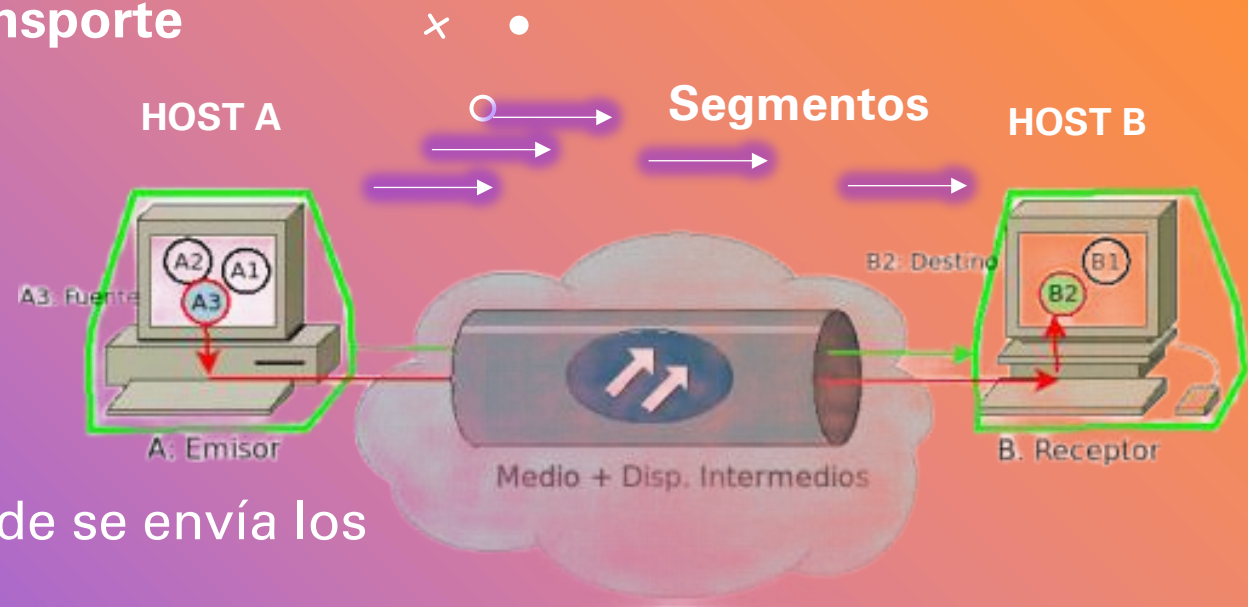 nsporte
HOST A
Segmentos
HOST B
A2
A1
A3: Fuente
A3
B2: Destino
B1
B2
A: Emisor
B. Receptor
Medio + Disp. Intermedios
de se envía los